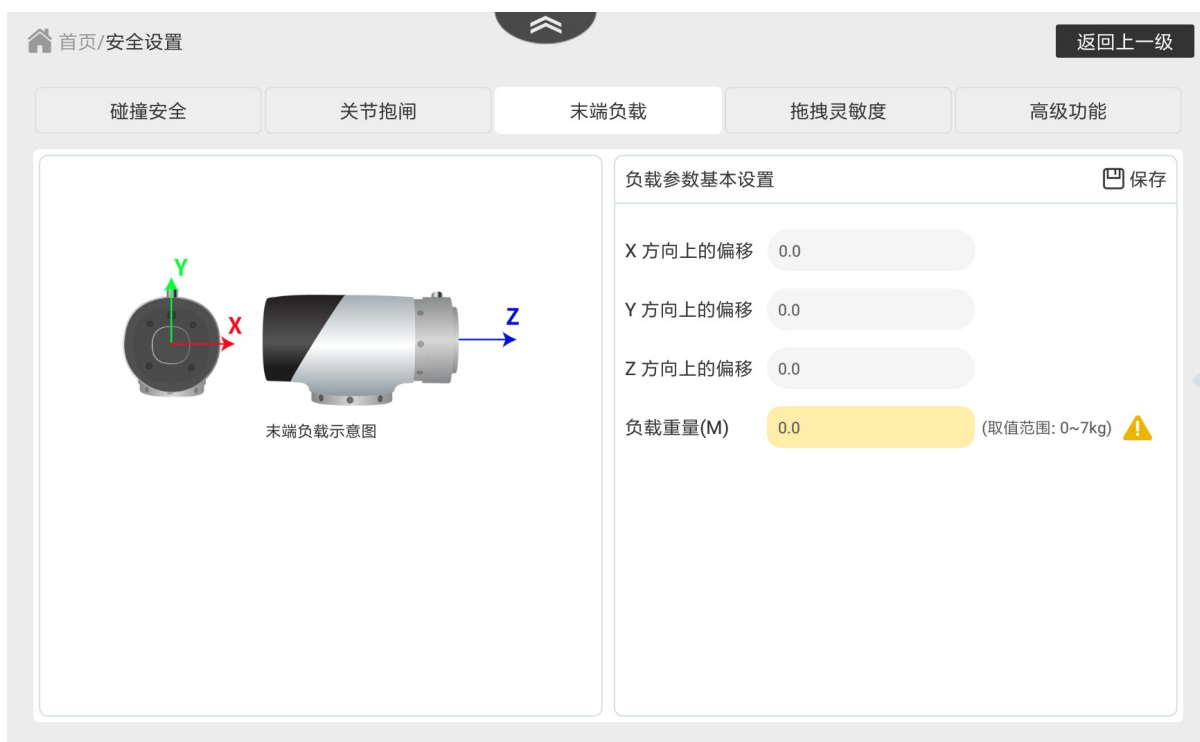 首页/安全设置
返回上一级
碰撞安全
关节抱闸
末端负载
拖拽灵敏度
高级功能
Y
X
Z
末端负载示意图
负载参数基本设置
保存
X 方向上的偏移 0.0
Y 方向上的偏移 0.0
Z 方向上的偏移 0.0
负载重量(M) 0.0 (取值范围: 0~7kg)